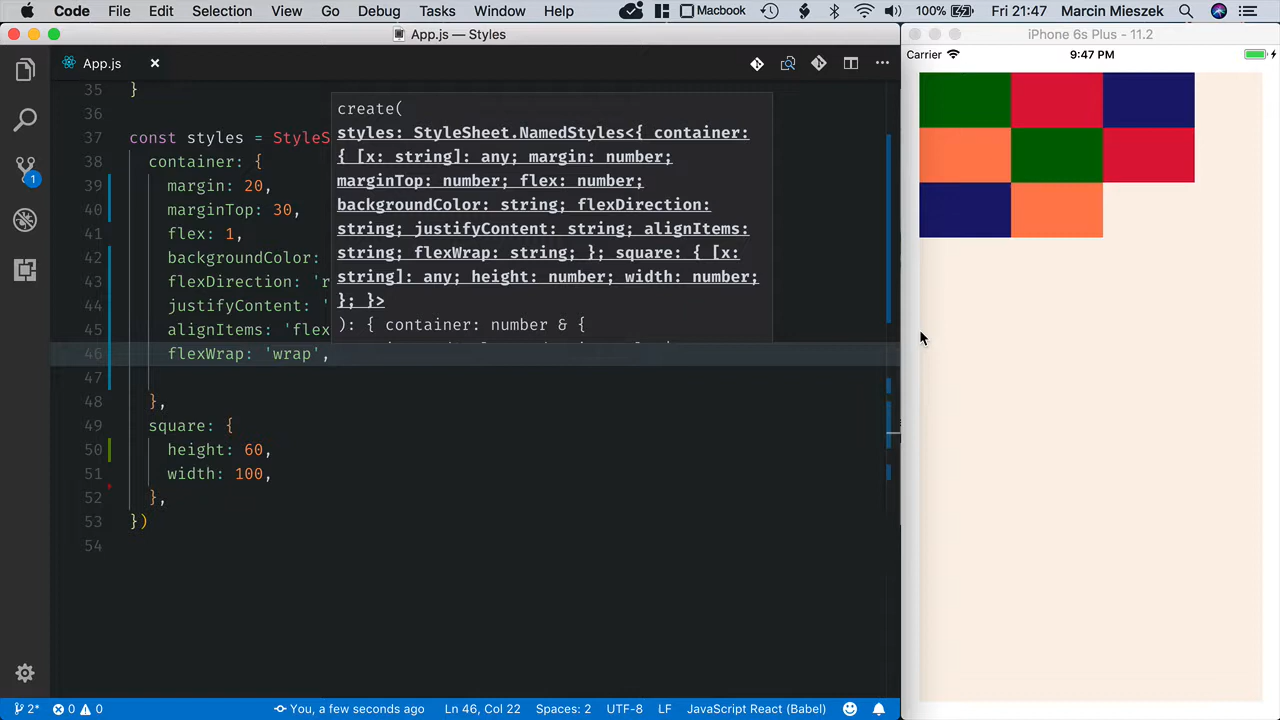 Code File Edit Selection View Go Debug Tasks Window Help Macbook 100% Fri 21:47 Marcin Mieszek
App.js — Styles
iPhone 6s Plus - 11.2
Carrier 9:47 PM
App.js
35 }
36
37 const styles = StyleS
38 container: {
39 margin: 20,
40 marginTop: 30,
41 flex: 1,
42 backgroundColor:
43 flexDirection: 'r
44 justifyContent: '
45 alignItems: 'flex
46 flexWrap: 'wrap',
47
48 },
49 square: {
50 height: 60,
51 width: 100,
52 },
53 })
54
create(
styles: StyleSheet.NamedStyles<{ container:
{ [x: string]: any; margin: number;
marginTop: number; flex: number;
backgroundColor: string; flexDirection:
string; justifyContent: string; alignItems:
string; flexWrap: string; }; square: { [x:
string]: any; height: number; width: number;
}; }>
): { container: number & {
1
2* 0 0 You, a few seconds ago Ln 46, Col 22 Spaces: 2 UTF-8 LF JavaScript React (Babel)